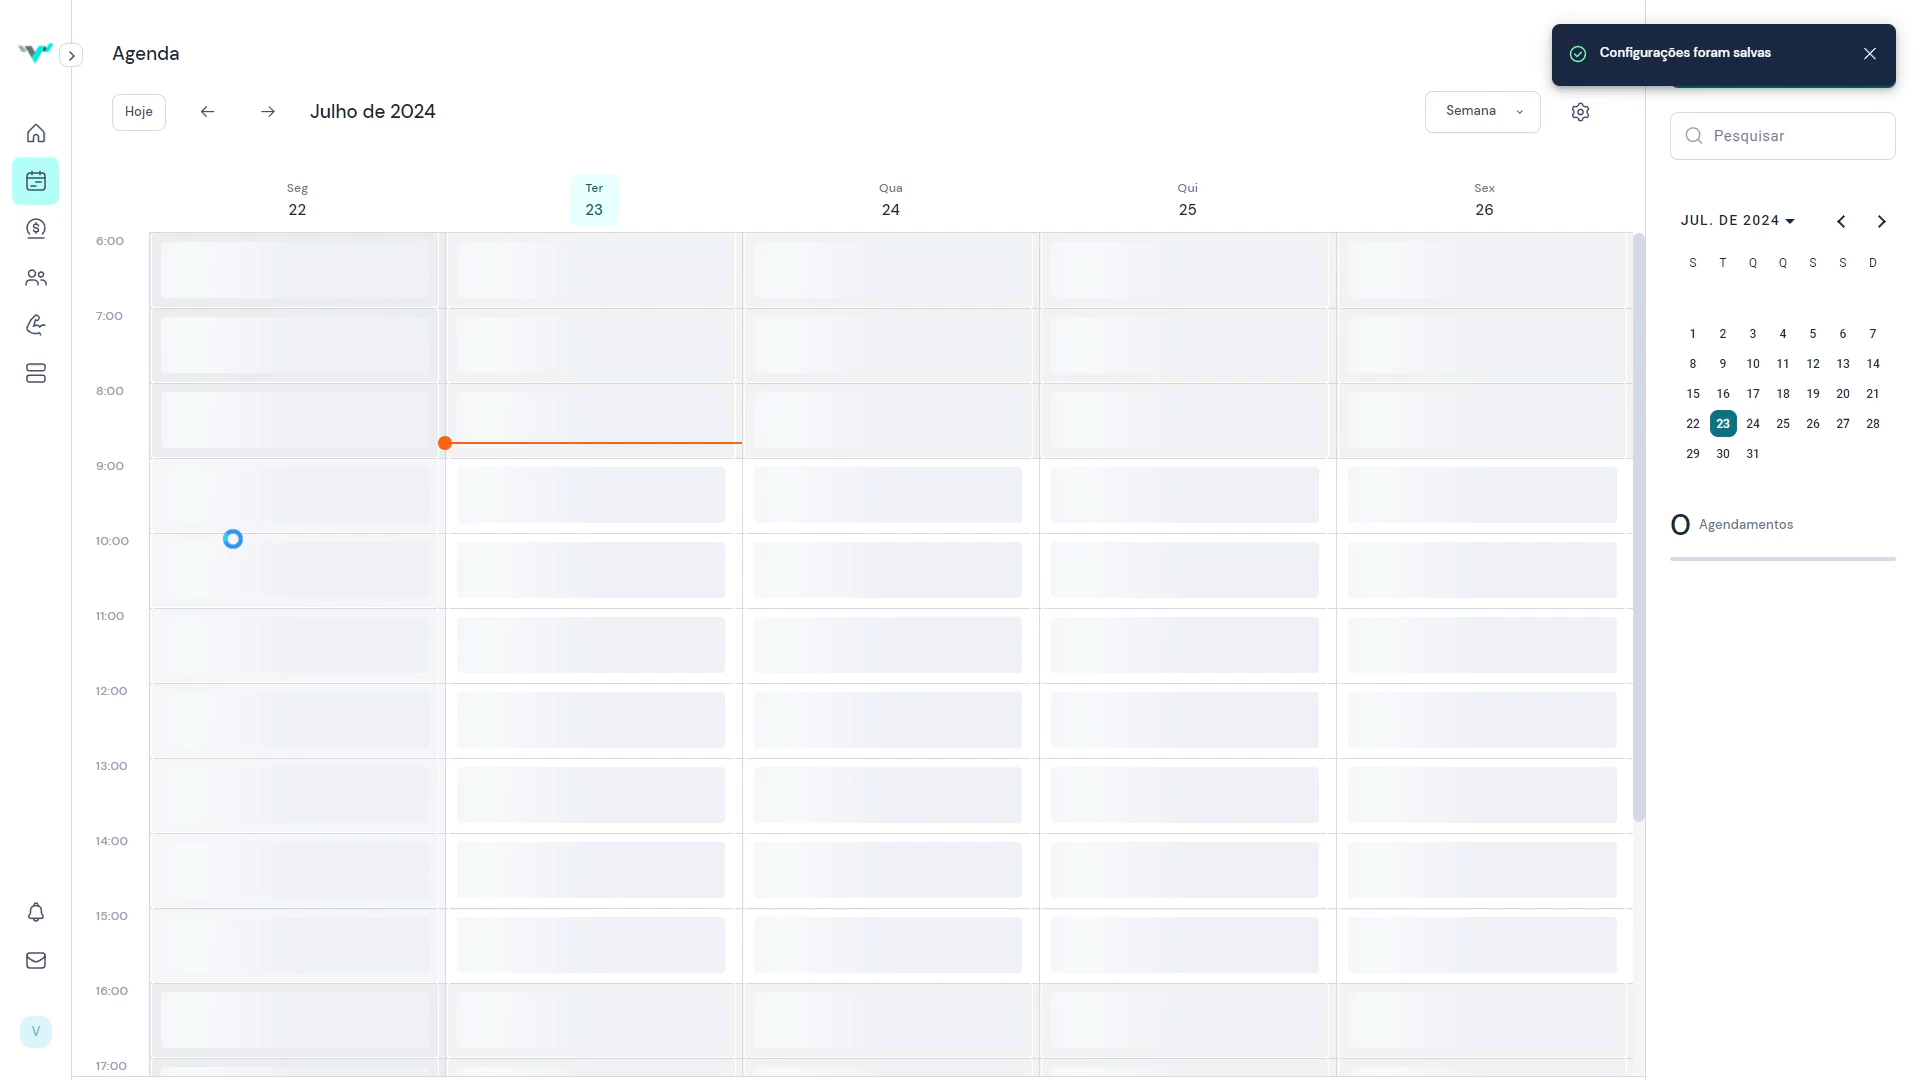 Agenda
Configurações foram salvas
Hoje
Julho de 2024
Semana
Pesquisar
Seg
22
Ter
23
Qua
24
Qui
25
Sex
26
6:00
7:00
8:00
9:00
10:00
11:00
12:00
13:00
14:00
15:00
16:00
17:00
JUL. DE 2024
S T Q Q S S D
1 2 3 4 5 6 7
8 9 10 11 12 13 14
15 16 17 18 19 20 21
22 23 24 25 26 27 28
29 30 31
0 Agendamentos
V